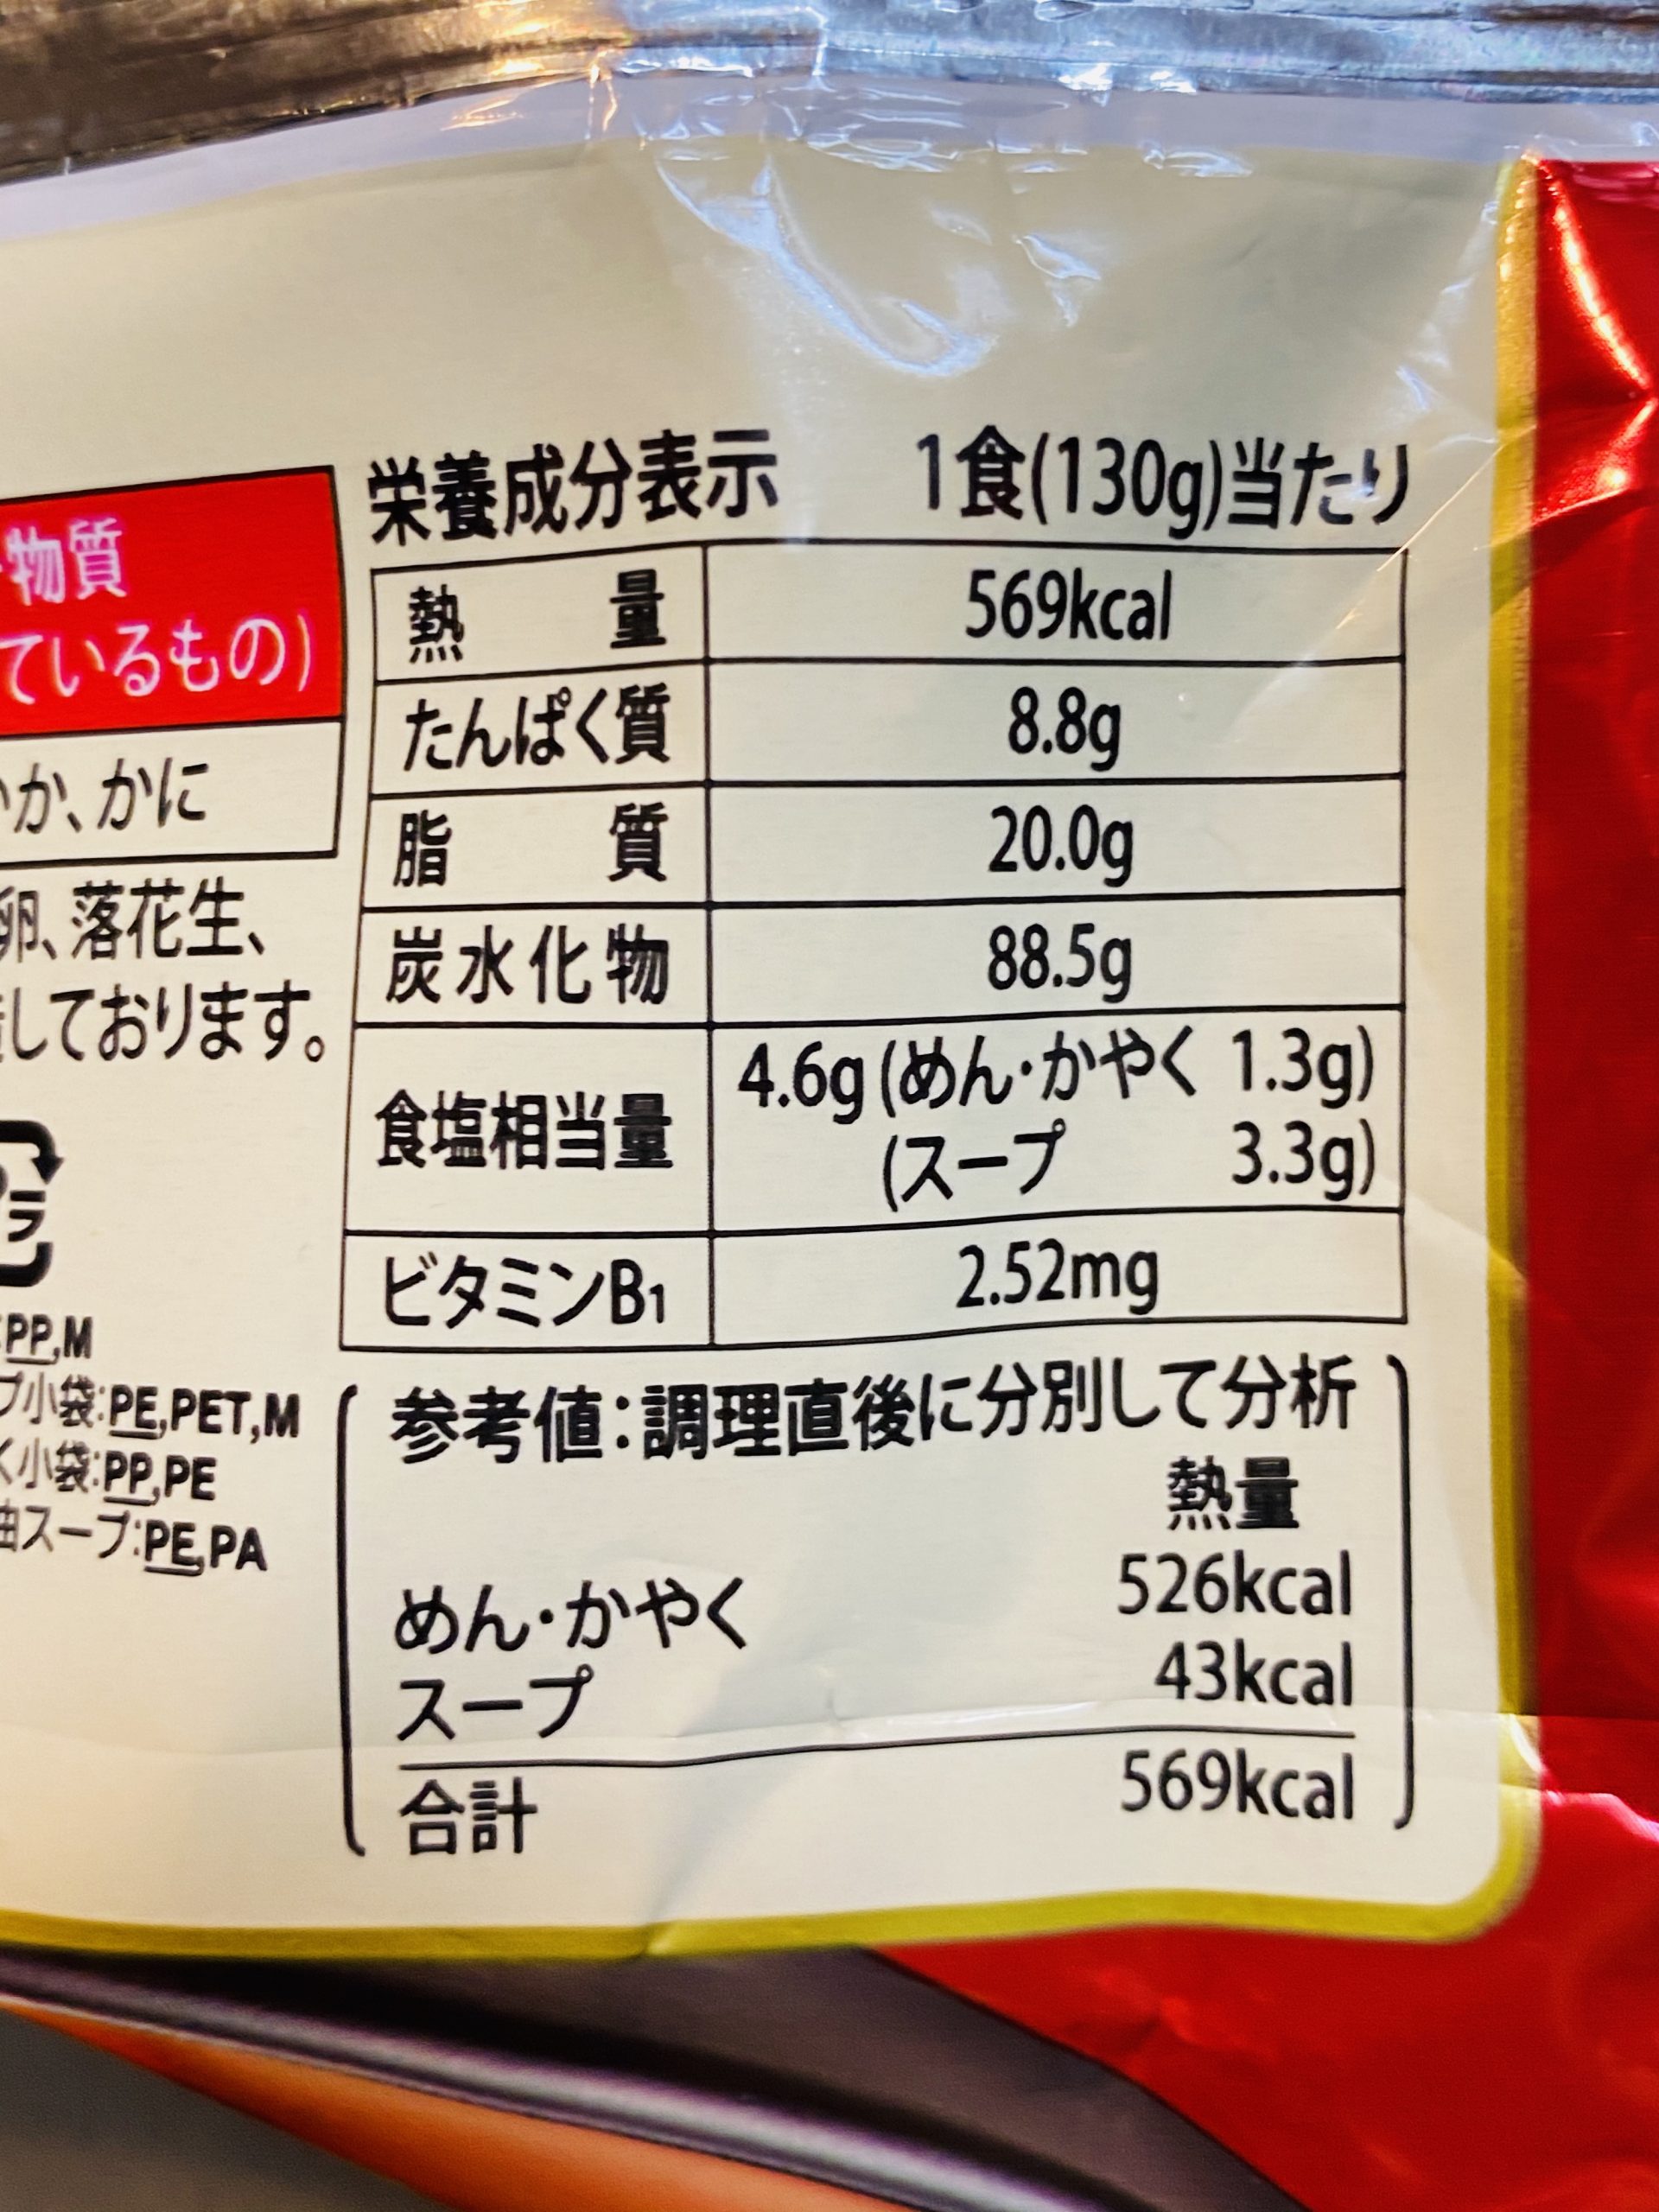 物質
ているもの)
か、かに
卵、落花生、
しております。
プラ
PP,M
プ小袋:PE,PET,M
く小袋:PP,PE
油スープ:PE,PA
栄養成分表示 1食(130g)当たり
熱量 569kcal
たんぱく質 8.8g
脂質 20.0g
炭水化物 88.5g
食塩相当量 4.6g(めん・かやく 1.3g)
(スープ 3.3g)
ビタミンB₁ 2.52mg
参考値:調理直後に分別して分析
熱量
めん・かやく 526kcal
スープ 43kcal
合計 569kcal